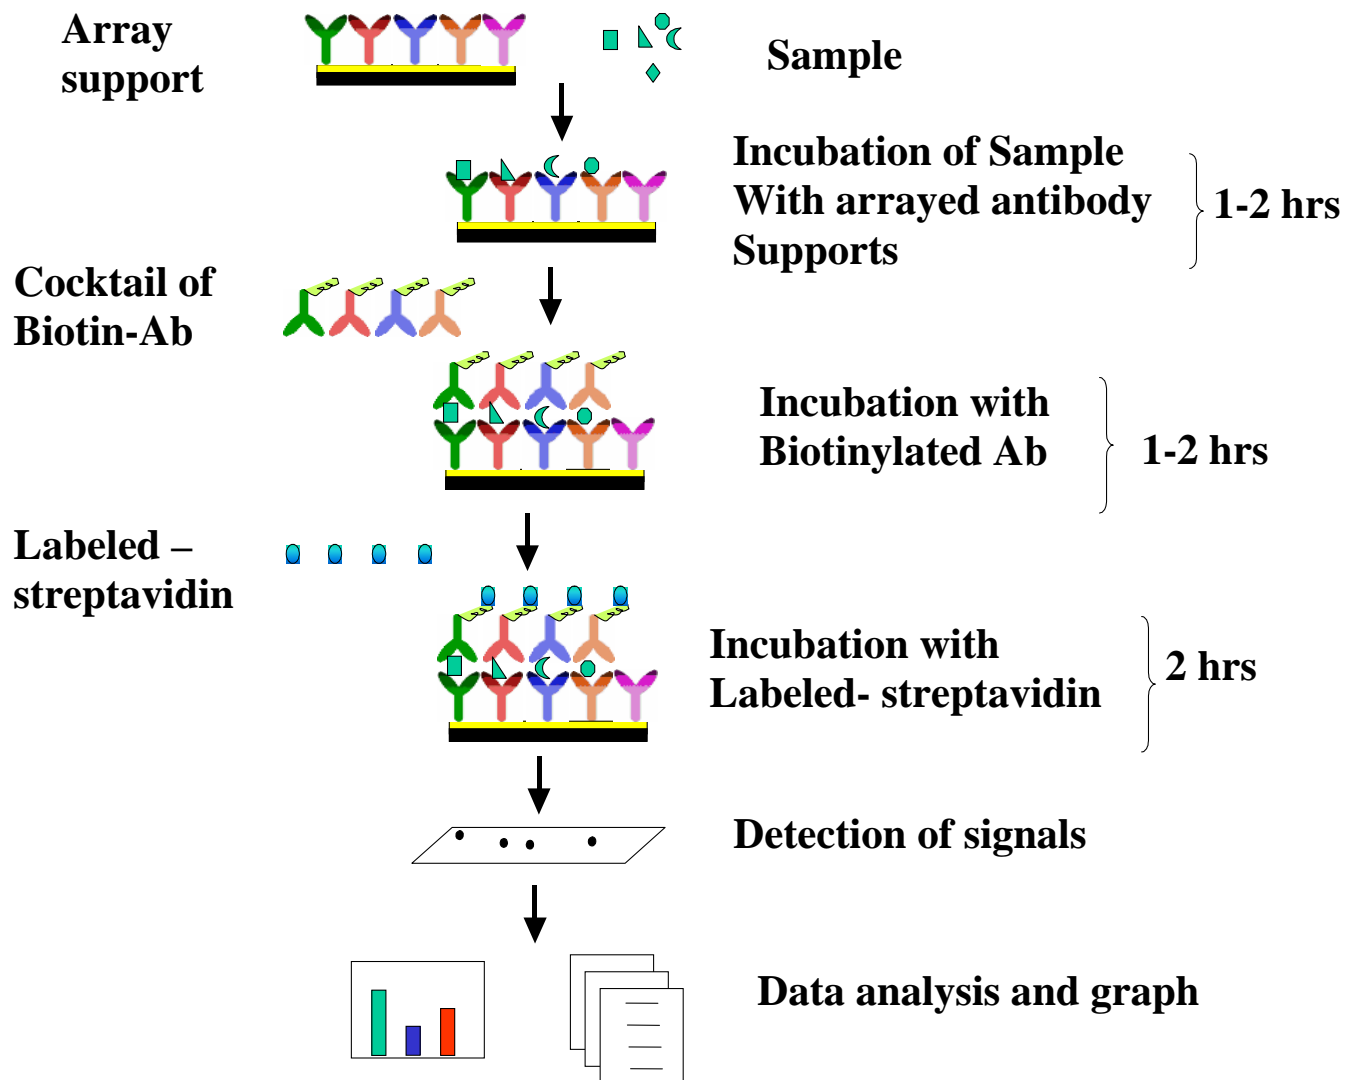 Array
support
Sample
Incubation of Sample
With arrayed antibody
Supports
1-2 hrs
Cocktail of
Biotin-Ab
Incubation with
Biotinylated Ab
1-2 hrs
Labeled –
streptavidin
Incubation with
Labeled- streptavidin
2 hrs
Detection of signals
Data analysis and graph